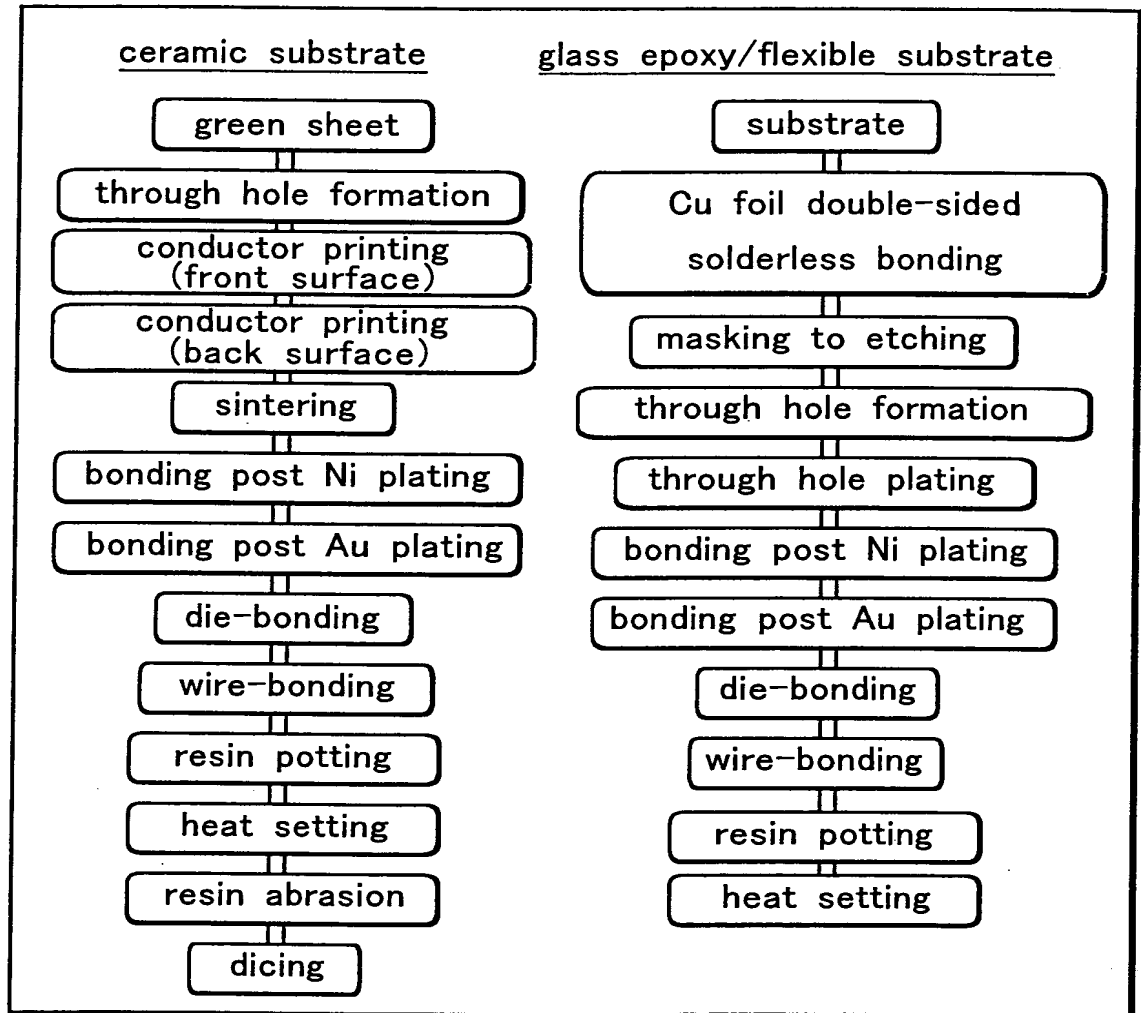 ceramic substrate
green sheet
through hole formation
conductor printing
(front surface)
conductor printing
(back surface)
sintering
bonding post Ni plating
bonding post Au plating
die-bonding
wire-bonding
resin potting
heat setting
resin abrasion
dicing
glass epoxy/flexible substrate
substrate
Cu foil double-sided
solderless bonding
masking to etching
through hole formation
through hole plating
bonding post Ni plating
bonding post Au plating
die-bonding
wire-bonding
resin potting
heat setting